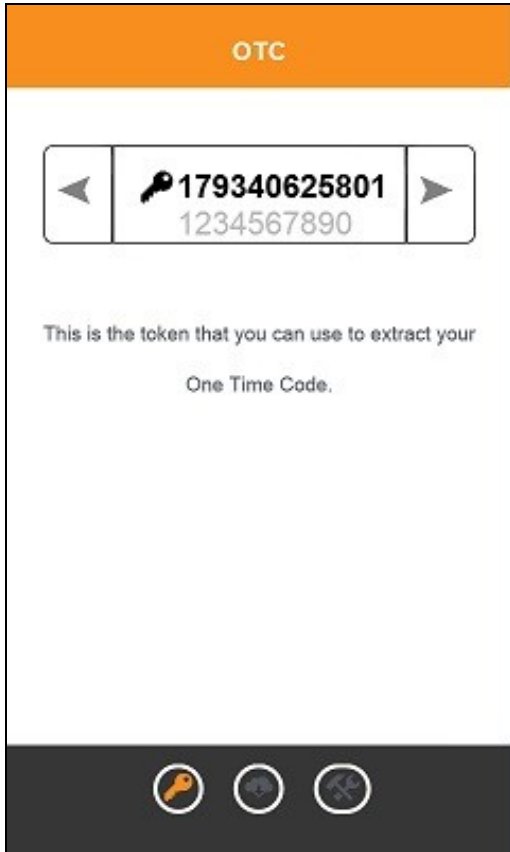 OTC
179340625801
1234567890
This is the token that you can use to extract your
One Time Code.